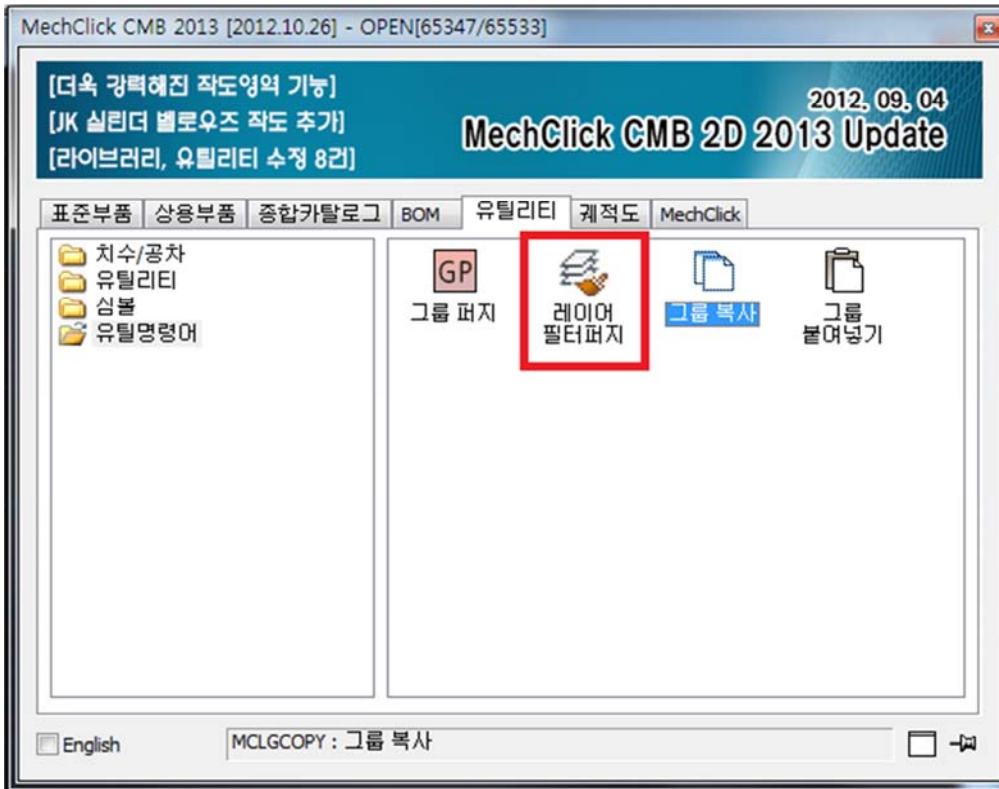 MechClick CMB 2013 [2012.10.26] - OPEN[65347/65533]
[더욱 강력해진 작도영역 기능]
[JK 실린더 벨로우즈 작도 추가]
[라이브러리, 유틸리티 수정 8건]
2012, 09, 04
MechClick CMB 2D 2013 Update
표준부품 상용부품 종합카탈로그 BOM 유틸리티 궤적도 MechClick
치수/공차
유틸리티
심볼
유틸명령어
GP
그룹 퍼지
레이어
필터퍼지
그룹 복사
그룹
붙여넣기
English
MCLGCOPY : 그룹 복사